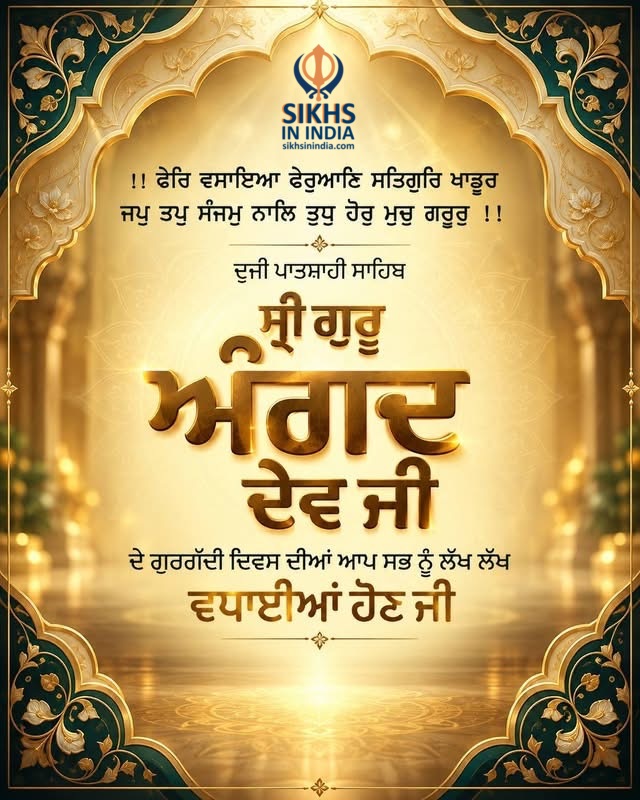 SIKHS
IN INDIA
sikhsinindia.com
!! ਫੇਰਿ ਵਸਾਇਆ ਫੇਰੁਆਣਿ ਸਤਿਗੁਰਿ ਖਾਡੂਰ
ਜਪੁ ਤਪੁ ਸੰਜਮੁ ਨਾਲਿ ਤੁਧੁ ਹੋਰੁ ਮੁਚੁ ਗਰੂਰੁ !!
ਦੂਜੀ ਪਾਤਸ਼ਾਹੀ ਸਾਹਿਬ
ਸ੍ਰੀ ਗੁਰੂ
ਅੰਗਦ
ਦੇਵ ਜੀ
ਦੇ ਗੁਰਗੱਦੀ ਦਿਵਸ ਦੀਆਂ ਆਪ ਸਭ ਨੂੰ ਲੱਖ ਲੱਖ
ਵਧਾਈਆਂ ਹੋਣ ਜੀ